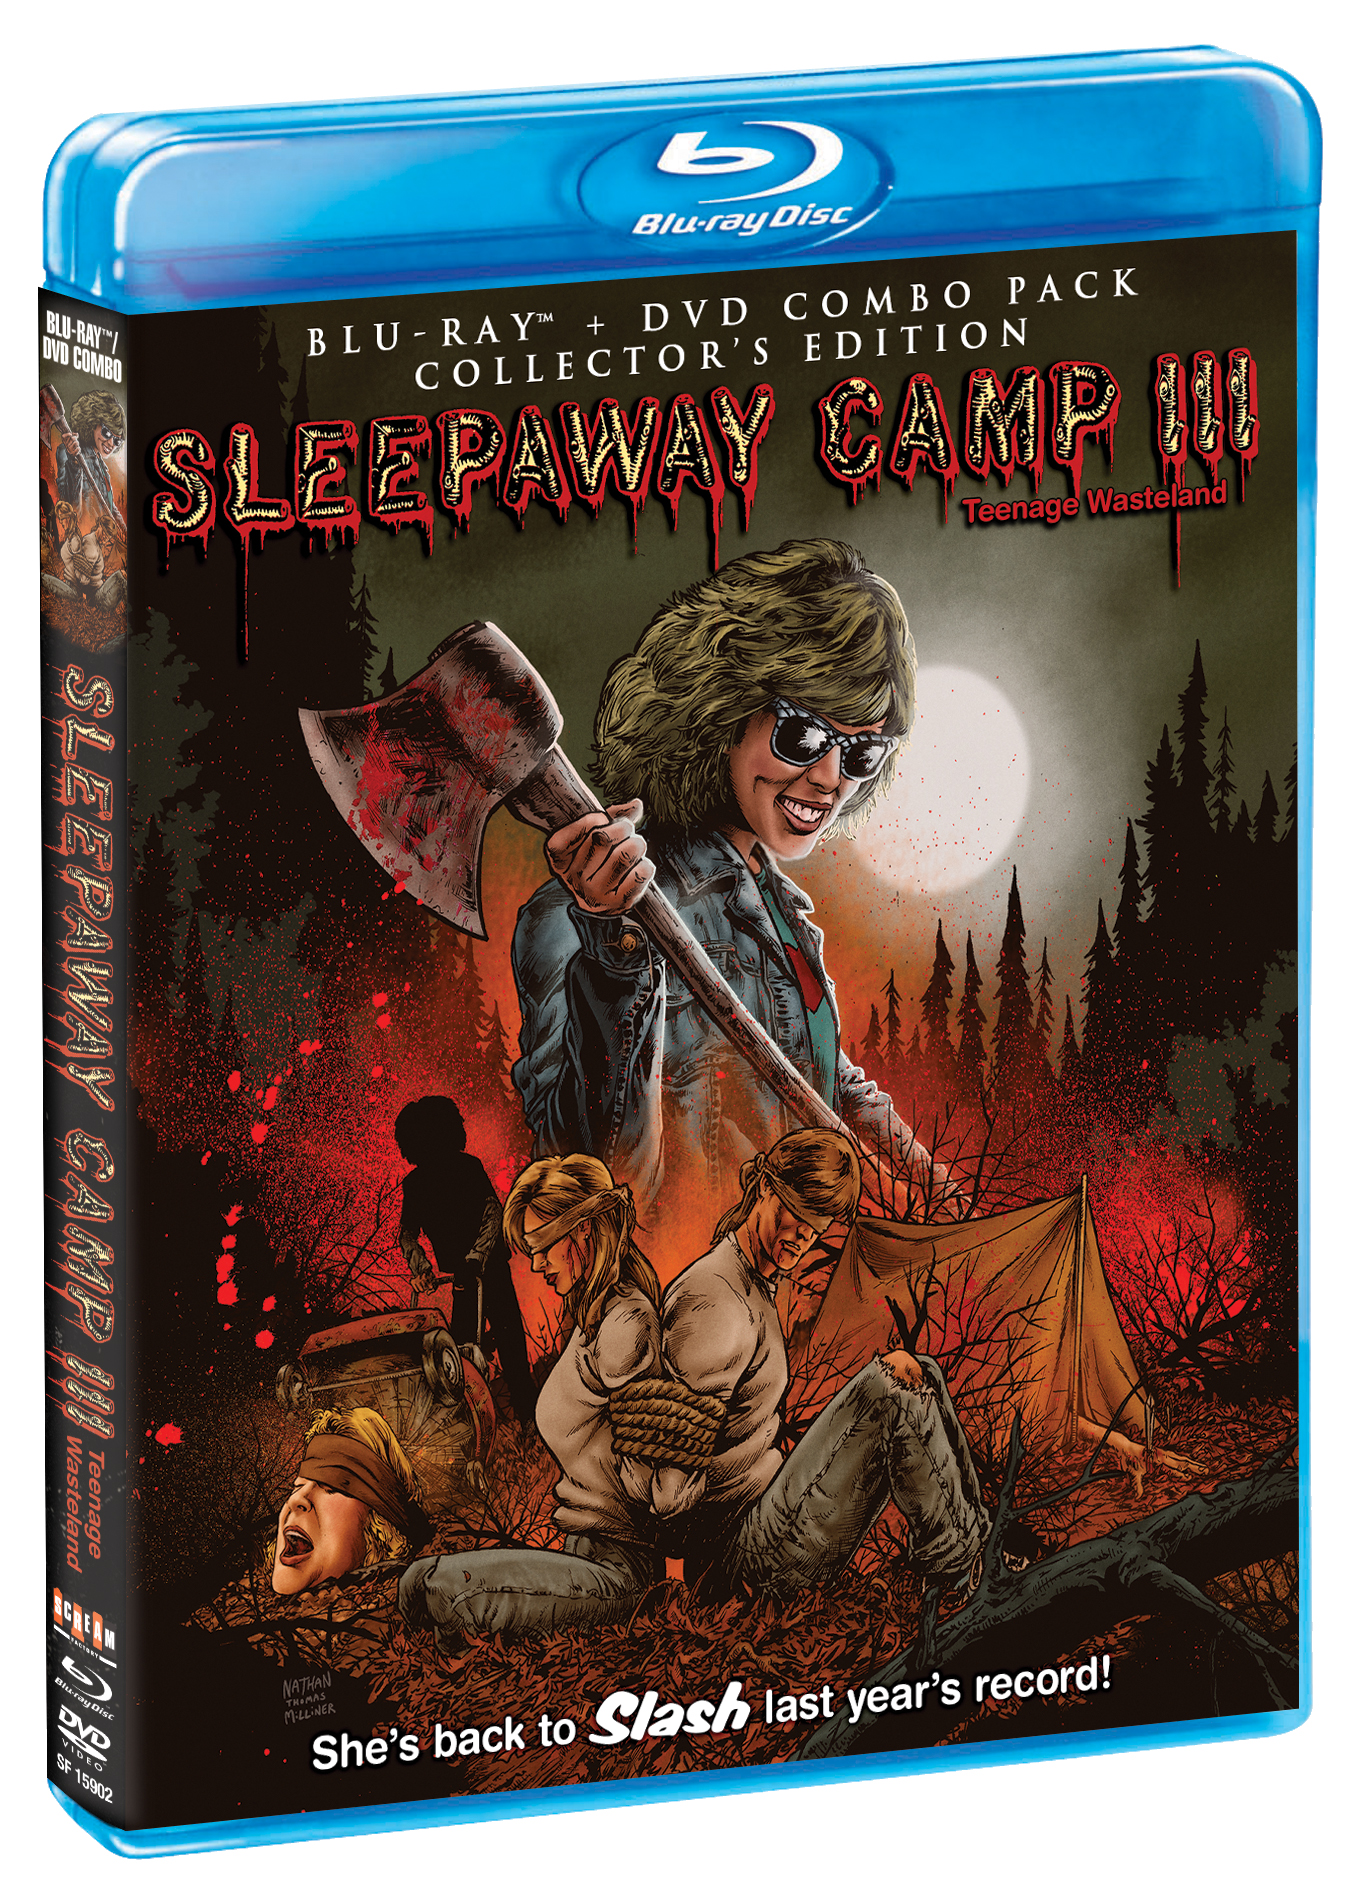 Blu-ray Disc
BLU-RAY™ + DVD COMBO PACK
COLLECTOR'S EDITION
SLEEPAWAY CAMP III
Teenage Wasteland
NATHAN
THOMAS
MILLINER
She's back to Slash last year's record!
BLU-RAY™/
DVD COMBO
SLEEPAWAY CAMP III
Teenage
Wasteland
SCREAM
FACTORY
Blu-ray Disc
DVD
VIDEO
SF 15902